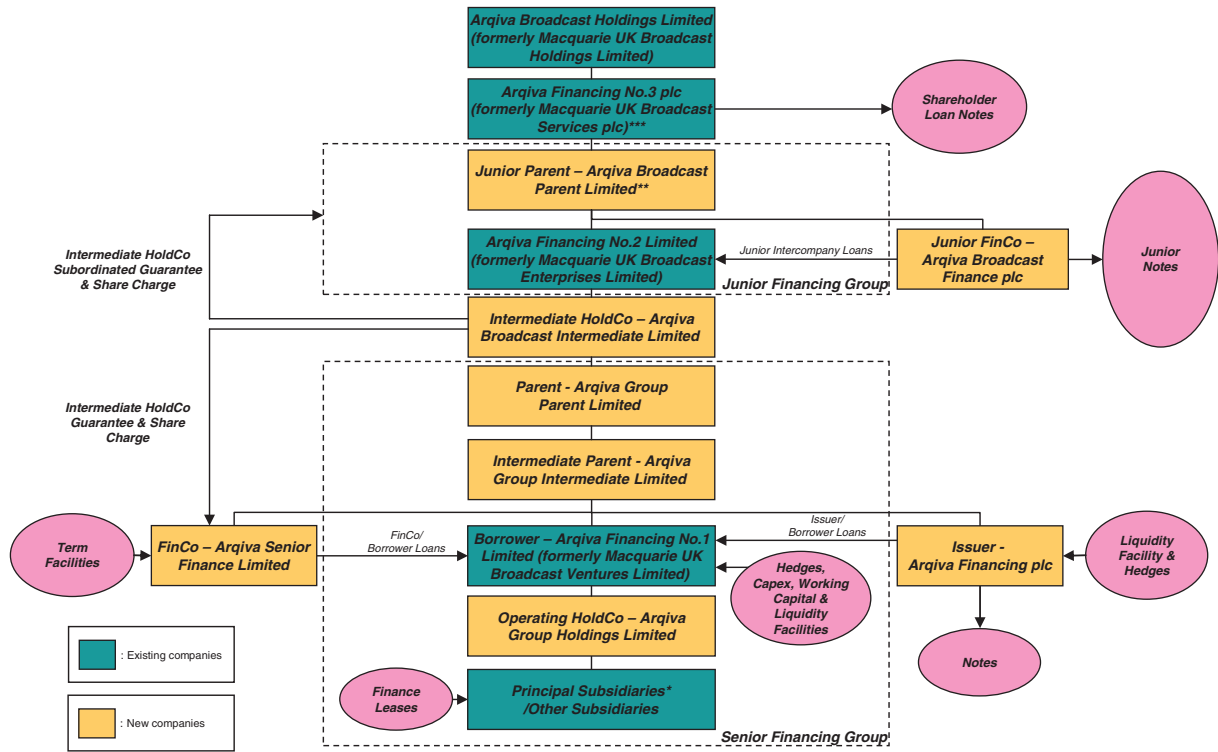 Arqiva Broadcast Holdings Limited
(formerly Macquarie UK Broadcast
Holdings Limited)
Arqiva Financing No.3 plc
(formerly Macquarie UK Broadcast
Services plc)***
Shareholder
Loan Notes
Junior Parent – Arqiva Broadcast
Parent Limited**
Intermediate HoldCo
Subordinated Guarantee
& Share Charge
Arqiva Financing No.2 Limited
(formerly Macquarie UK Broadcast
Enterprises Limited)
Junior Intercompany Loans
Junior FinCo –
Arqiva Broadcast
Finance plc
Junior
Notes
Junior Financing Group
Intermediate HoldCo – Arqiva
Broadcast Intermediate Limited
Intermediate HoldCo
Guarantee & Share
Charge
Parent - Arqiva Group
Parent Limited
Intermediate Parent - Arqiva
Group Intermediate Limited
Term
Facilities
FinCo – Arqiva Senior
Finance Limited
FinCo/
Borrower Loans
Borrower – Arqiva Financing No.1
Limited (formerly Macquarie UK
Broadcast Ventures Limited)
Issuer/
Borrower Loans
Issuer -
Arqiva Financing plc
Liquidity
Facility &
Hedges
Hedges,
Capex, Working
Capital &
Liquidity
Facilities
Operating HoldCo – Arqiva
Group Holdings Limited
Notes
: Existing companies
Finance
Leases
Principal Subsidiaries*
/Other Subsidiaries
: New companies
Senior Financing Group